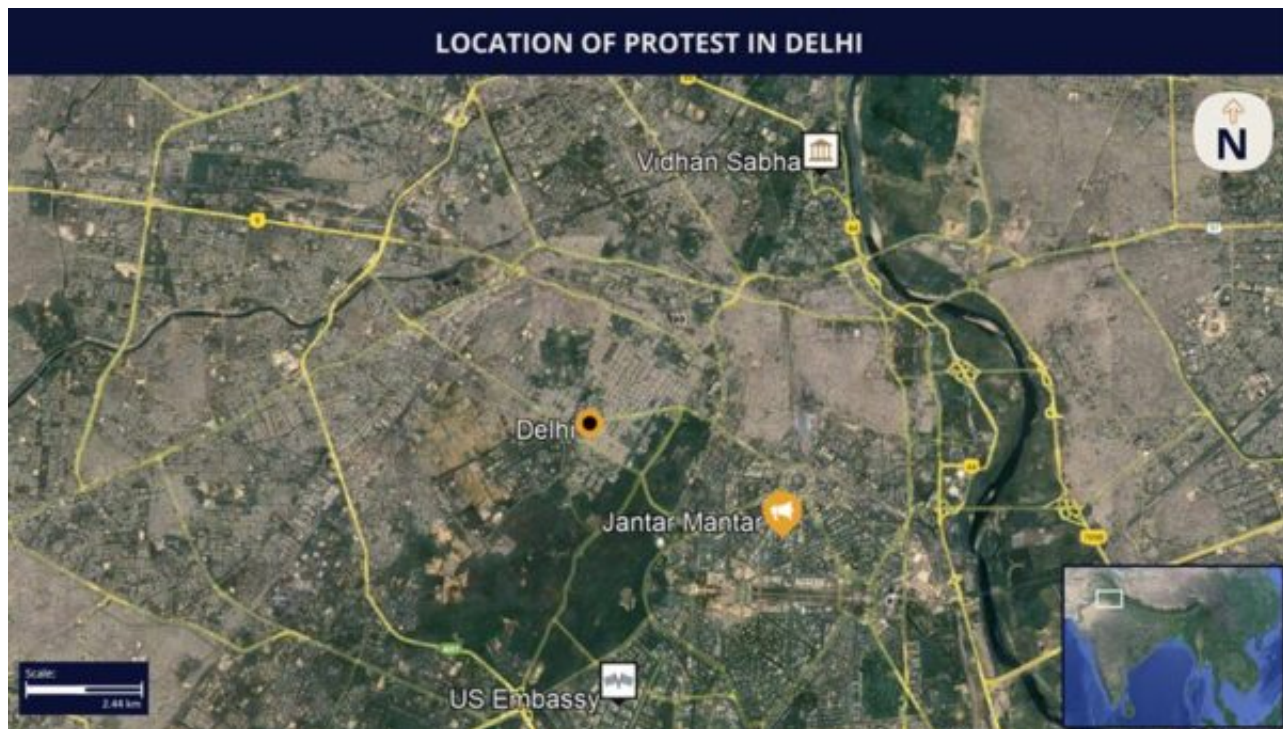 LOCATION OF PROTEST IN DELHI
N
Vidhan Sabha
Delhi
Jantar Mantar
US Embassy
Scale:
2.44 km